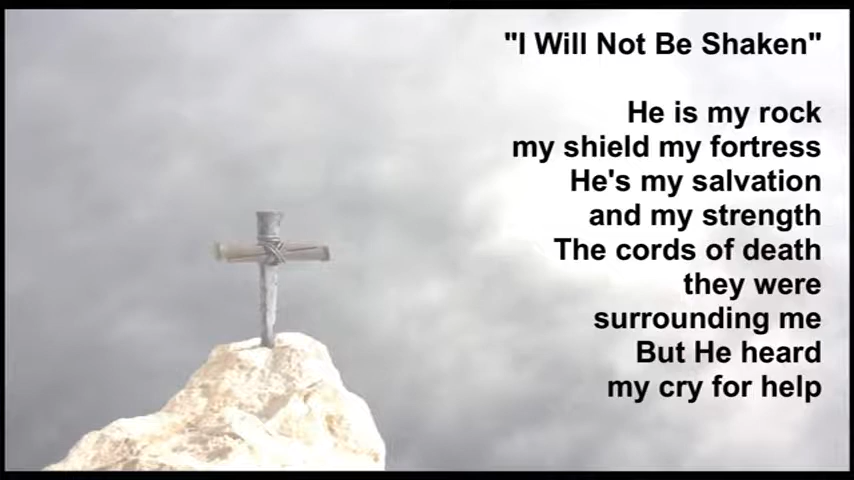 "I Will Not Be Shaken"
He is my rock
my shield my fortress
He's my salvation
and my strength
The cords of death
they were
surrounding me
But He heard
my cry for help